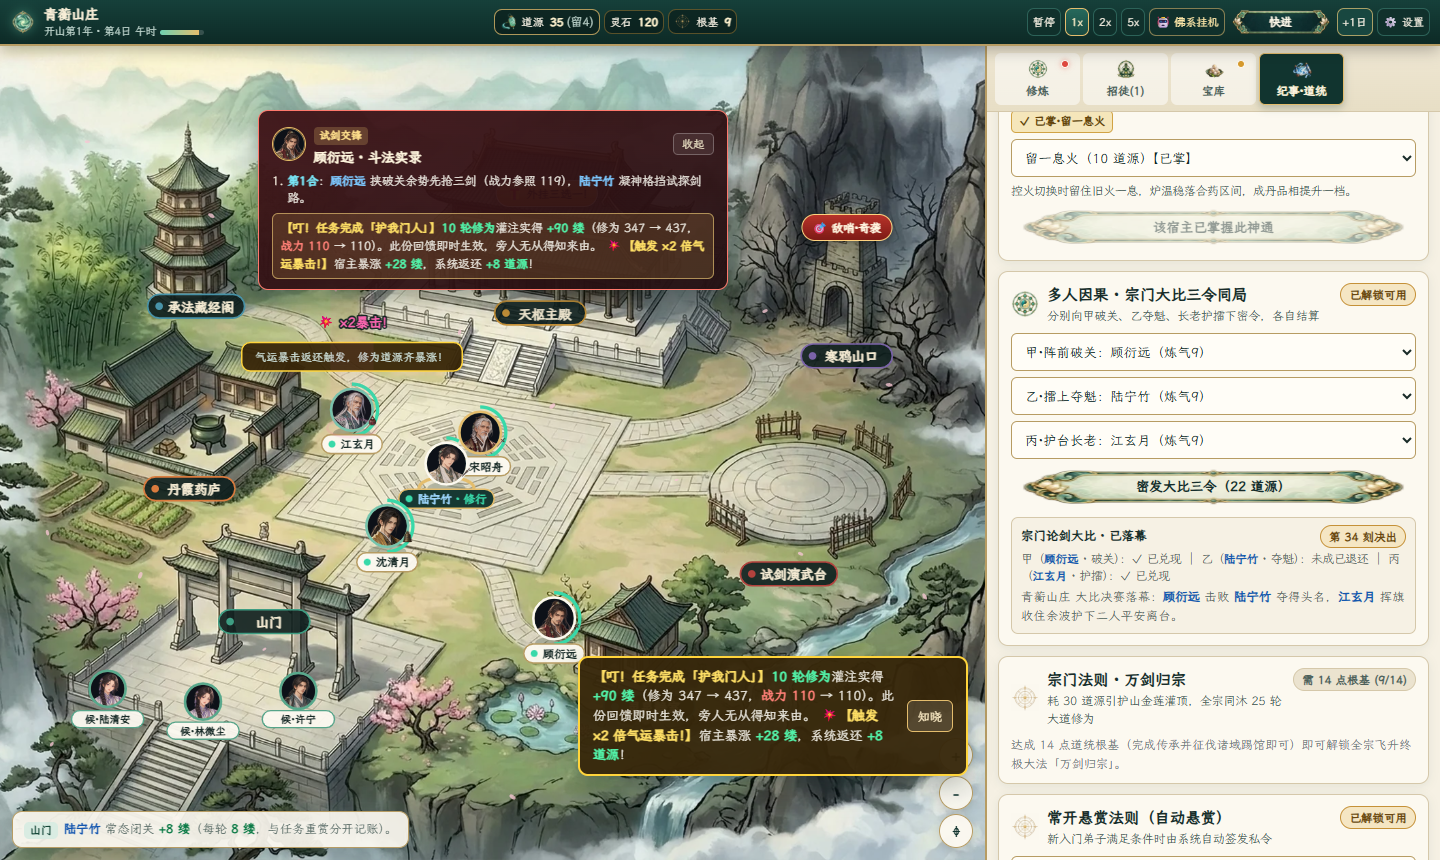 青蘅山庄
开山第1年·第4日 午时
道源 35 (留4)
灵石 120
根基 9
暂停
1x
2x
5x
佛系挂机
快进
+1日
设置
修炼
招徒(1)
宝库
纪事·道统
试剑交锋
顾衍远·斗法实录
收起
1. 第1合: 顾衍远 挟破关余势先抢三剑 (战力参照 119), 陆宁竹 凝神格挡试探剑
路。
【叮! 任务完成「护我门人」】10 轮修为灌注实得 +90 缕 (修为 347 → 437,
战力 110 → 110)。此份回馈即时生效, 旁人无从得知来由。 【触发 x2 倍气
运暴击!】宿主暴涨 +28 缕, 系统返还 +8 道源!
敌哨·奇袭
承法藏经阁
天枢主殿
x2暴击!
气运暴击返还触发, 修为道源齐暴涨!
寒鸦山口
江玄月
宋昭舟
丹霞药庐
陆宁竹·修行
沈清月
试剑演武台
山门
顾衍远
候·陆清安
候·林微尘
候·许宁
【叮! 任务完成「护我门人」】10 轮修为灌注实得
+90 缕 (修为 347 → 437, 战力 110 → 110)。此
份回馈即时生效, 旁人无从得知来由。 【触发
x2 倍气运暴击!】宿主暴涨 +28 缕, 系统返还 +8
道源!
知晓
-
山门 陆宁竹 常态闭关 +8 缕 (每轮 8 缕, 与任务重赏分开记账)。
✓ 已掌·留一息火
留一息火 (10 道源)【已掌】
控火切换时留住旧火一息, 炉温稳落合药区间, 成丹品相提升一档。
该宿主已掌握此神通
多人因果·宗门大比三令同局
已解锁可用
分别向甲破关、乙夺魁、长老护擂下密令, 各自结算
甲·阵前破关: 顾衍远 (炼气9)
乙·擂上夺魁: 陆宁竹 (炼气9)
丙·护台长老: 江玄月 (炼气9)
密发大比三令 (22 道源)
宗门论剑大比·已落幕
第 34 刻决出
甲 (顾衍远·破关): ✓ 已兑现 | 乙 (陆宁竹·夺魁): 未成已退还 | 丙
(江玄月·护擂): ✓ 已兑现
青蘅山庄 大比决赛落幕: 顾衍远 击败 陆宁竹 夺得头名, 江玄月 挥旗
收住余波护下二人平安离台。
宗门法则·万剑归宗
需 14 点根基 (9/14)
耗 30 道源引护山金莲灌顶, 全宗同沐 25 轮
大道修为
达成 14 点道统根基 (完成传承并征伐诸域踢馆即可) 即可解锁全宗飞升终
极大法「万剑归宗」。
常开悬赏法则 (自动悬赏)
已解锁可用
新入门弟子满足条件时由系统自动签发私令